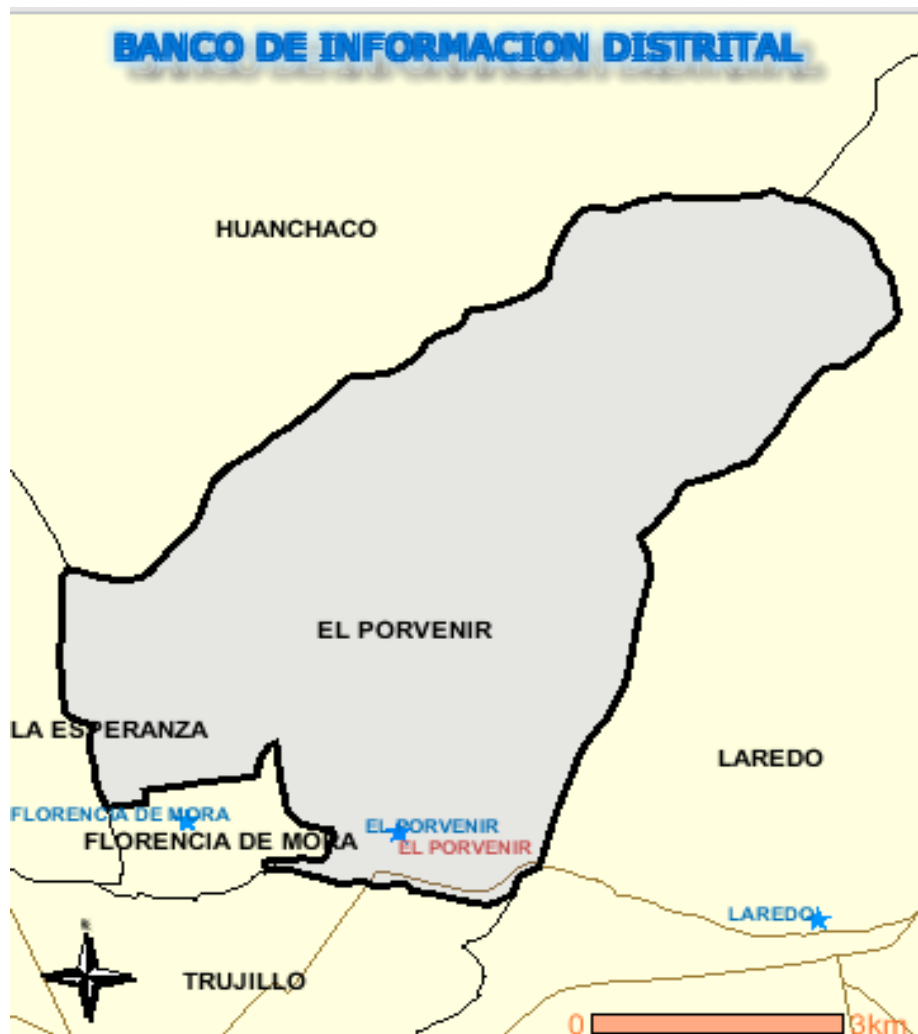 BANCO DE INFORMACION DISTRITAL
HUANCHACO
EL PORVENIR
LA ESPERANZA
LAREDO
FLORENCIA DE MORA
FLORENCIA DE MORA
EL PORVENIR
EL PORVENIR
LAREDO
TRUJILLO
0 3km